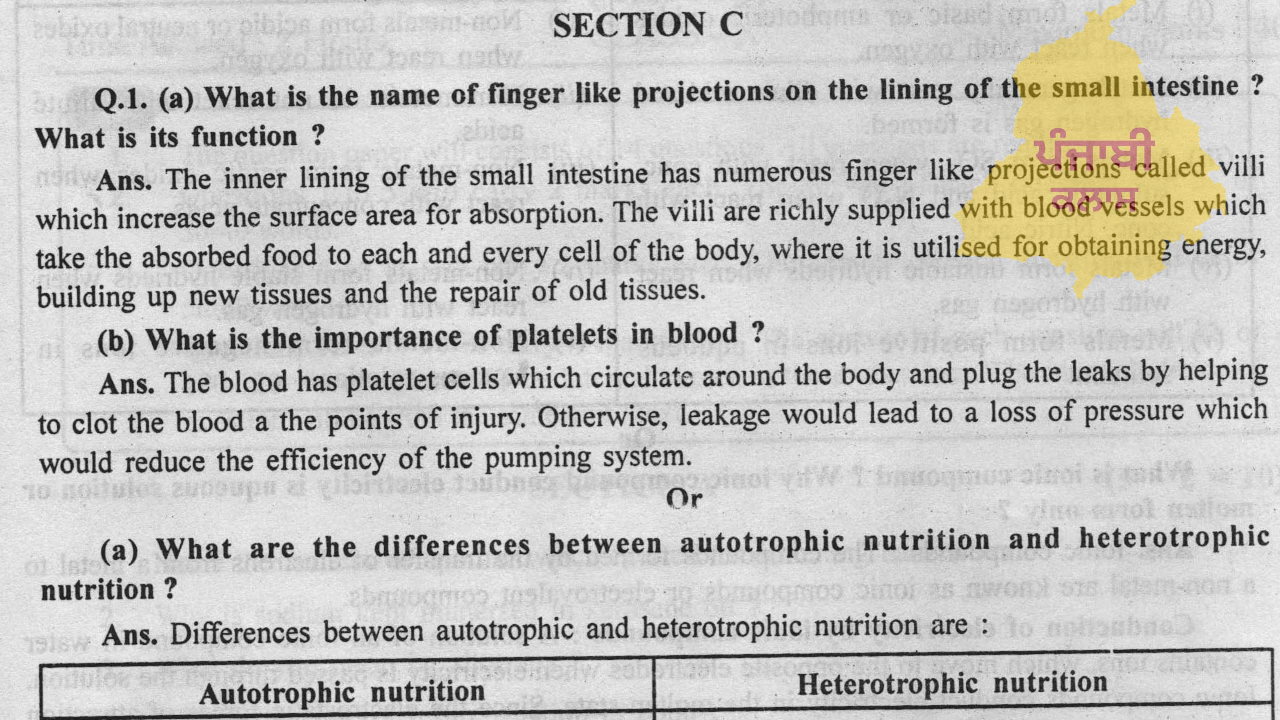 SECTION C
Q.1. (a) What is the name of finger like projections on the lining of the small intestine ?
What is its function ?
Ans. The inner lining of the small intestine has numerous finger like projections called villi
which increase the surface area for absorption. The villi are richly supplied with blood vessels which
take the absorbed food to each and every cell of the body, where it is utilised for obtaining energy,
building up new tissues and the repair of old tissues.
(b) What is the importance of platelets in blood ?
Ans. The blood has platelet cells which circulate around the body and plug the leaks by helping
to clot the blood a the points of injury. Otherwise, leakage would lead to a loss of pressure which
would reduce the efficiency of the pumping system.
Or
(a) What are the differences between autotrophic nutrition and heterotrophic
nutrition ?
Ans. Differences between autotrophic and heterotrophic nutrition are :
Autotrophic nutrition
Heterotrophic nutrition
ਪੰਜਾਬੀ
ਕਲਾਸ